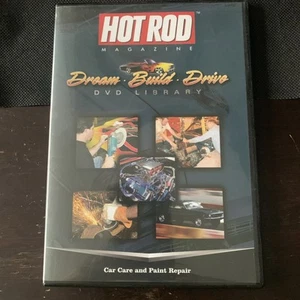 HOT ROD
MAGAZINE
Dream · Build · Drive
DVD LIBRARY
Car Care and Paint Repair